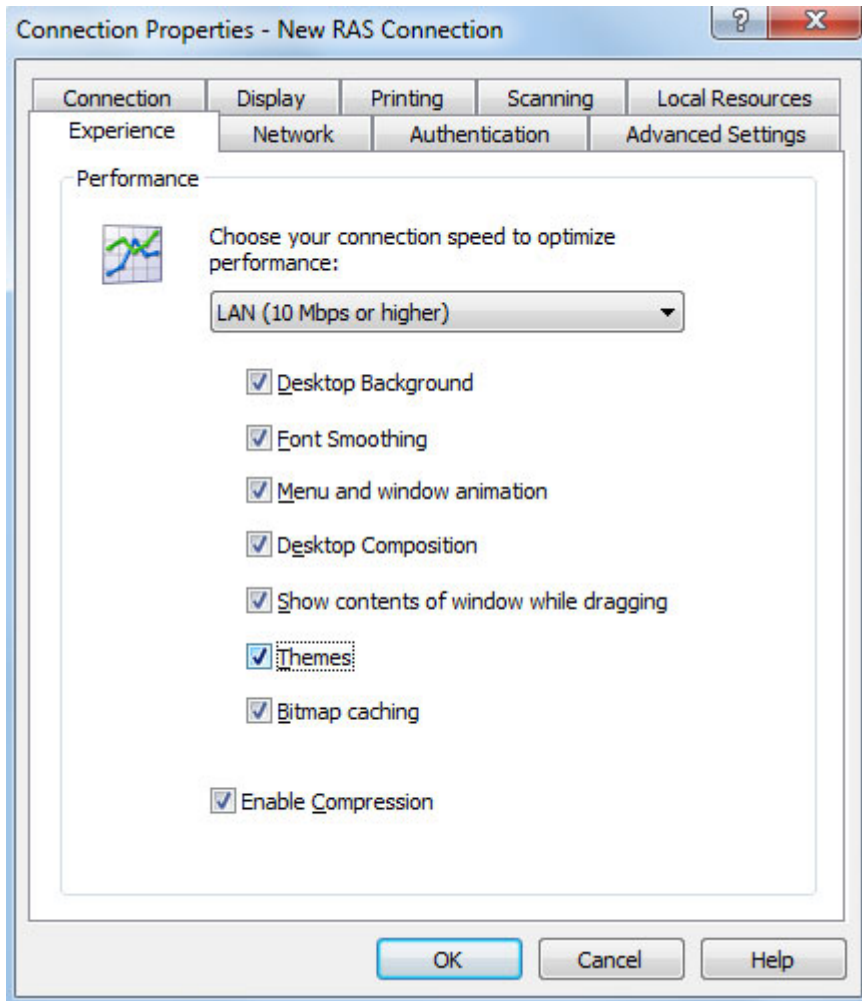 Connection Properties - New RAS Connection
?
Connection Display Printing Scanning Local Resources
Experience Network Authentication Advanced Settings
Performance
Choose your connection speed to optimize
performance:
LAN (10 Mbps or higher)
Desktop Background
Font Smoothing
Menu and window animation
Desktop Composition
Show contents of window while dragging
Themes
Bitmap caching
Enable Compression
OK Cancel Help